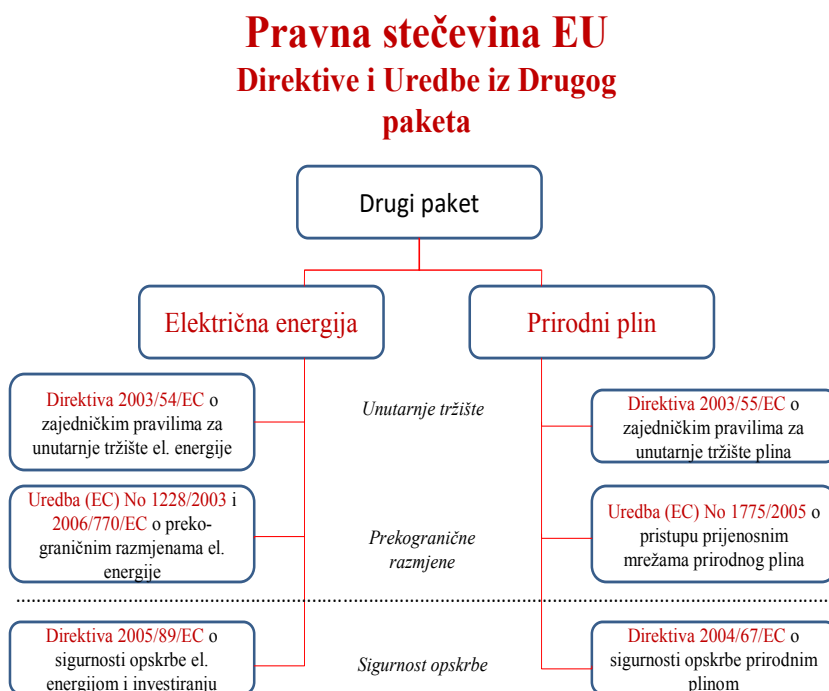 Pravna stečevina EU
Direktive i Uredbe iz Drugog
paketa
Drugi paket
Električna energija
Prirodni plin
Direktiva 2003/54/EC o
zajedničkim pravilima za
unutarnje tržište el. energije
Unutarnje tržište
Direktiva 2003/55/EC o
zajedničkim pravilima za
unutarnje tržište plina
Uredba (EC) No 1228/2003 i
2006/770/EC o preko-
graničnim razmjenama el.
energije
Prekogranične
razmjene
Uredba (EC) No 1775/2005 o
pristupu prijenosnim
mrežama prirodnog plina
Direktiva 2005/89/EC o
sigurnosti opskrbe el.
energijom i investiranju
Sigurnost opskrbe
Direktiva 2004/67/EC o
sigurnosti opskrbe prirodnim
plinom